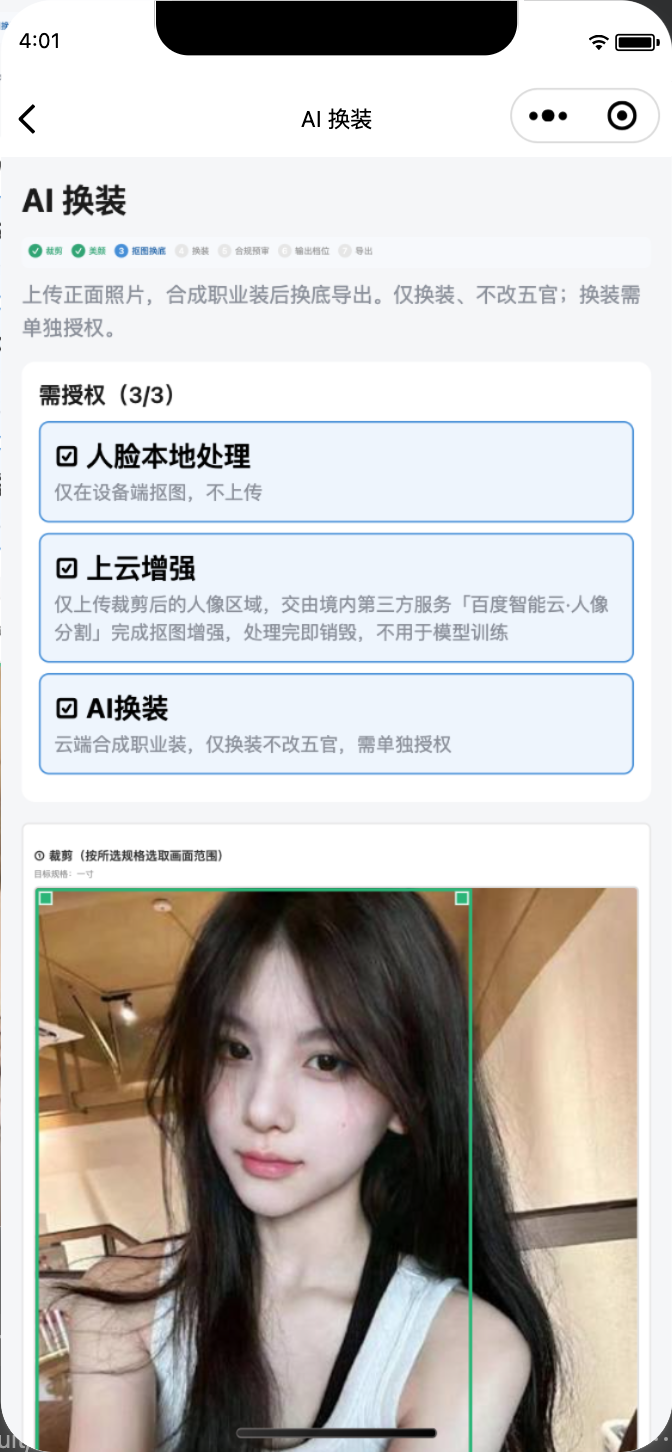 4:01
AI 换装
AI 换装
裁剪 美颜 3 抠图换底 4 换装 5 合规预审 6 输出档位 7 导出
上传正面照片，合成职业装后换底导出。仅换装、不改五官；换装需
单独授权。
需授权（3/3）
人脸本地处理
仅在设备端抠图，不上传
上云增强
仅上传裁剪后的人像区域，交由境内第三方服务「百度智能云·人像
分割」完成抠图增强，处理完即销毁，不用于模型训练
AI换装
云端合成职业装，仅换装不改五官，需单独授权
① 裁剪（按所选规格选取画面范围）
目标规格：一寸